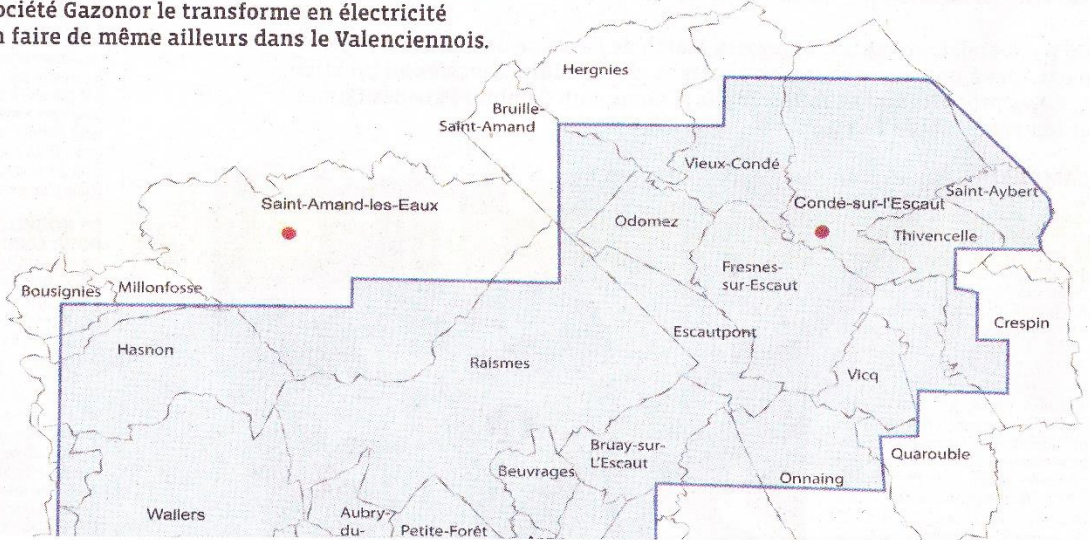 ociété Gazonor le transforme en électricité
n faire de même ailleurs dans le Valenciennois.
Hergnies
Bruille-
Saint-Amand
Vieux-Condé
Saint-Aybert
Saint-Amand-les-Eaux
Condé-sur-l'Escaut
Odomez
Thivencelle
Fresnes-
sur-Escaut
Bousignies
Millonfosse
Crespin
Escautpont
Hasnon
Raismes
Vicq
Bruay-sur-
L'Escaut
Quarouble
Beuvrages
Onnaing
Wallers
Aubry-
du-
Petite-Forêt